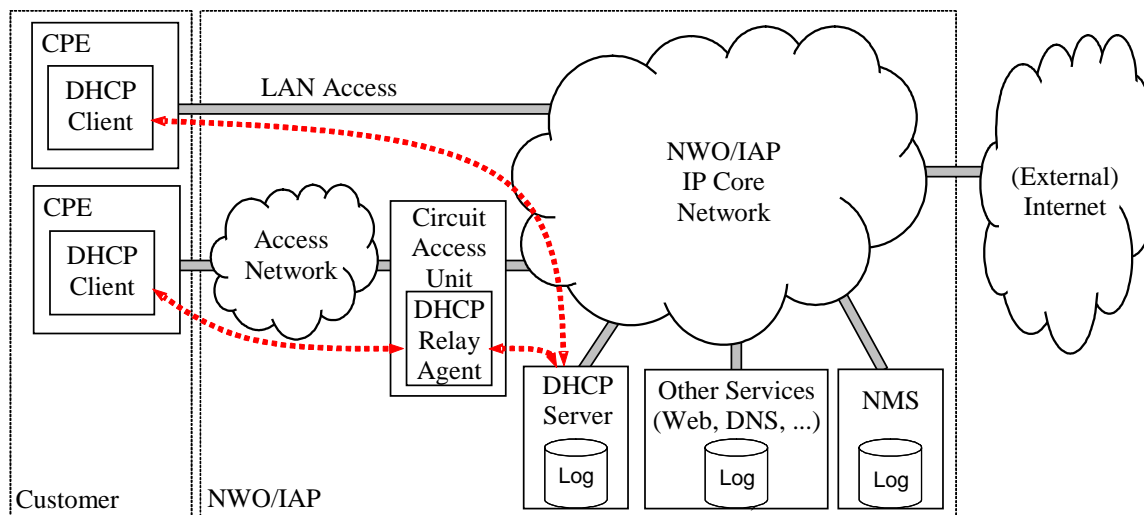 CPE
DHCP
Client
LAN Access
NWO/IAP
IP Core
Network
(External)
Internet
CPE
DHCP
Client
Access
Network
Circuit
Access
Unit
DHCP
Relay
Agent
DHCP
Server
Log
Other Services
(Web, DNS, ...)
Log
NMS
Log
Customer
NWO/IAP